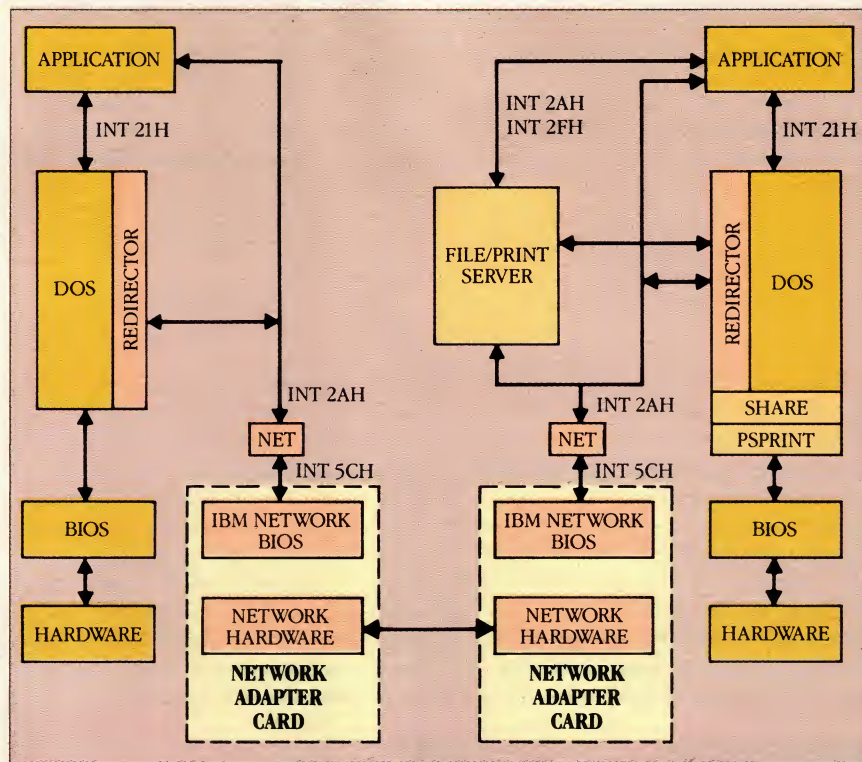 APPLICATION
INT 21H
DOS
REDIRECTOR
INT 2AH
NET
INT 5CH
IBM NETWORK
BIOS
NETWORK
HARDWARE
NETWORK
ADAPTER
CARD
BIOS
HARDWARE
APPLICATION
INT 2AH
INT 2FH
INT 21H
FILE/PRINT
SERVER
REDIRECTOR
DOS
SHARE
PSPRINT
INT 2AH
NET
INT 5CH
IBM NETWORK
BIOS
NETWORK
HARDWARE
NETWORK
ADAPTER
CARD
BIOS
HARDWARE